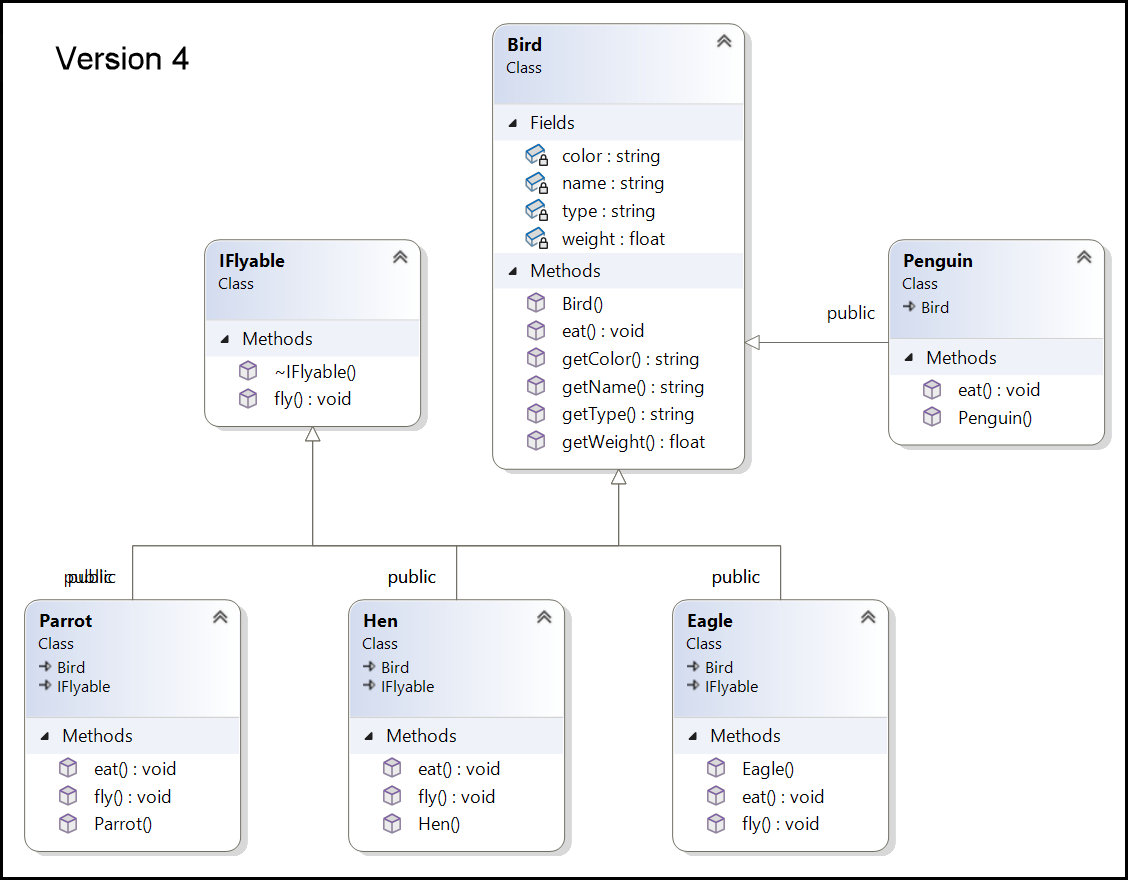 Version 4
Bird
Class
Fields
color : string
name : string
type : string
weight : float
Methods
Bird()
eat() : void
getColor() : string
getName() : string
getType() : string
getWeight() : float
IFlyable
Class
Methods
~IFlyable()
fly() : void
Penguin
Class
Bird
Methods
eat() : void
Penguin()
public
public
public
public
public
Parrot
Class
Bird
IFlyable
Methods
eat() : void
fly() : void
Parrot()
Hen
Class
Bird
IFlyable
Methods
eat() : void
fly() : void
Hen()
Eagle
Class
Bird
IFlyable
Methods
Eagle()
eat() : void
fly() : void